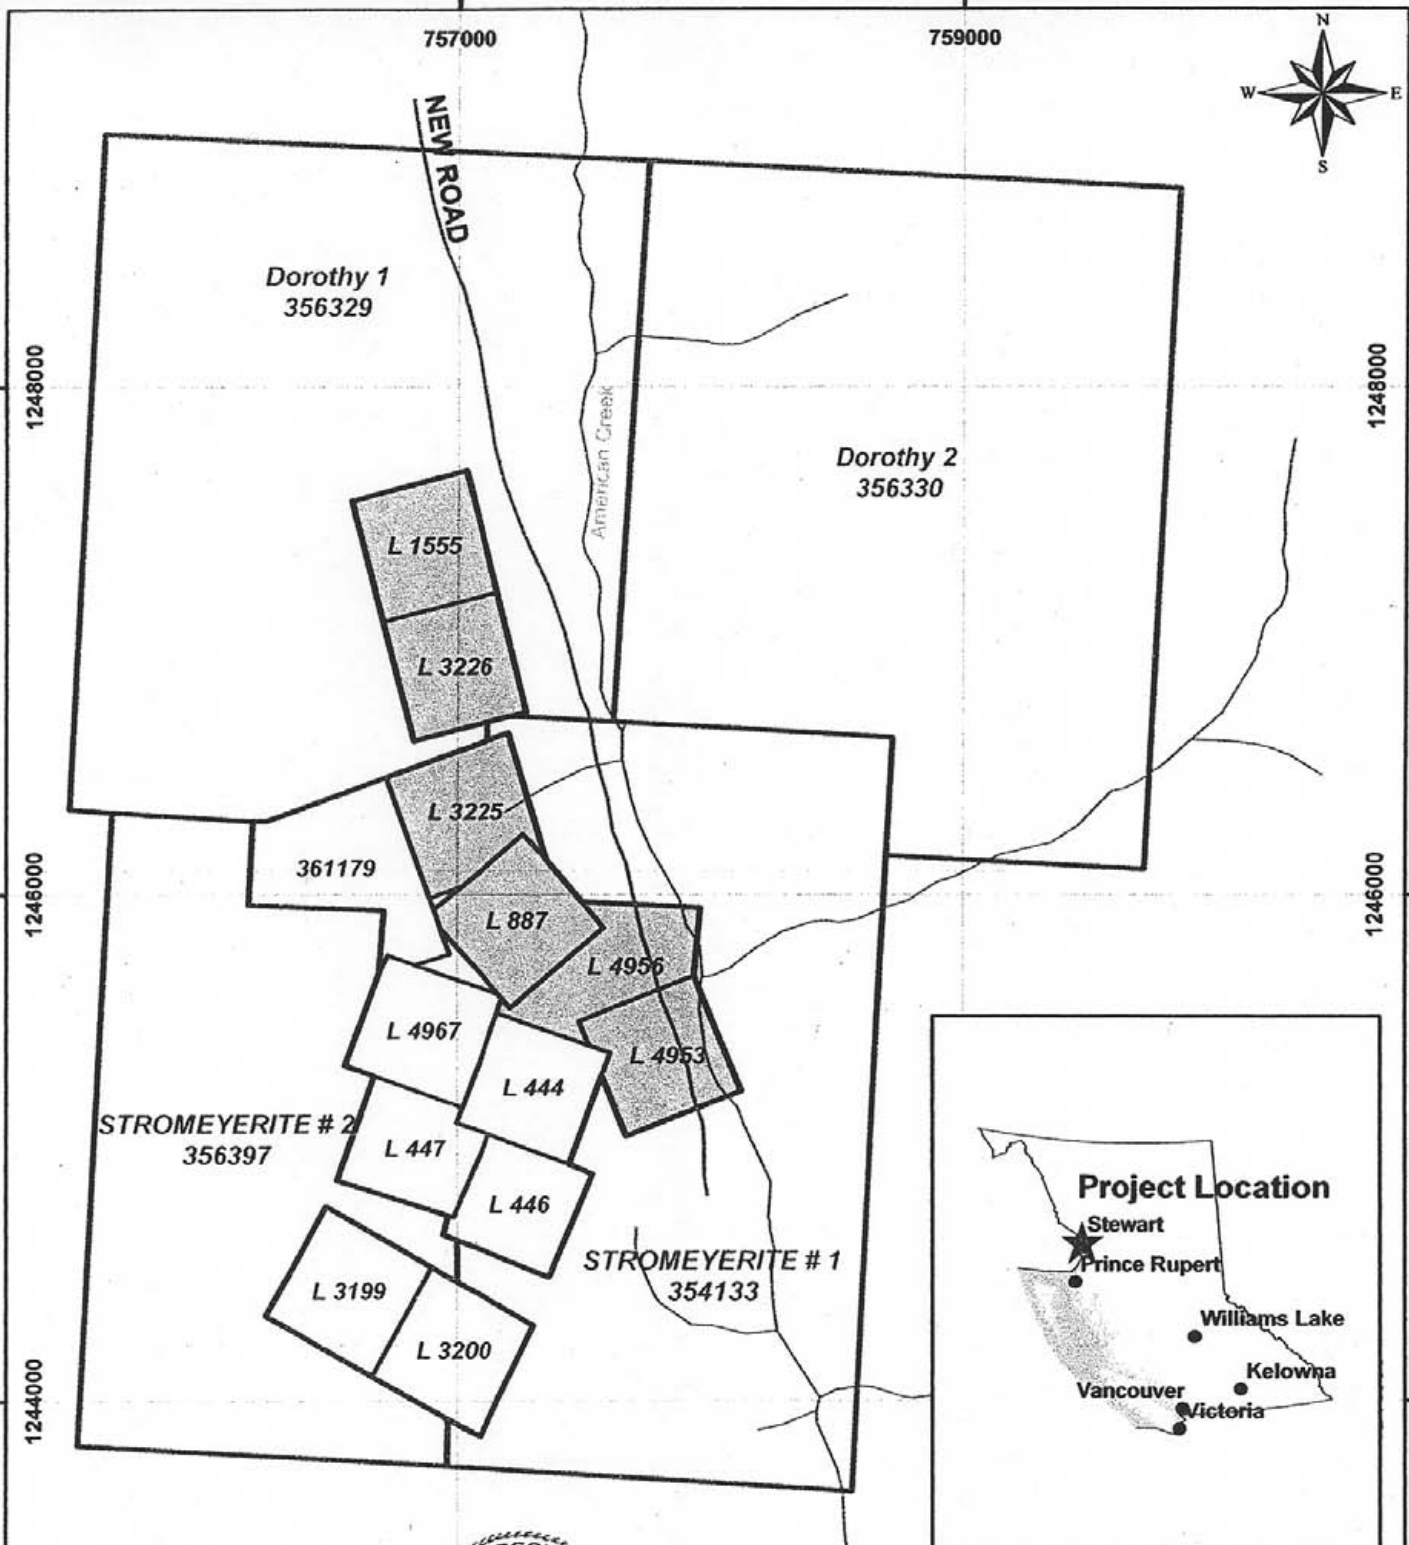 757000
759000
N
W
E
S
NEW ROAD
Dorothy 1
356329
1248000
1248000
American Creek
Dorothy 2
356330
L 1555
L 3226
L 3225
361179
1246000
1246000
L 887
L 4956
L 4967
L 4953
L 444
STROMEYERITE # 2
356397
L 447
L 446
STROMEYERITE # 1
354133
L 3199
L 3200
1244000
Project Location
Stewart
Prince Rupert
Williams Lake
Kelowna
Vancouver
Victoria